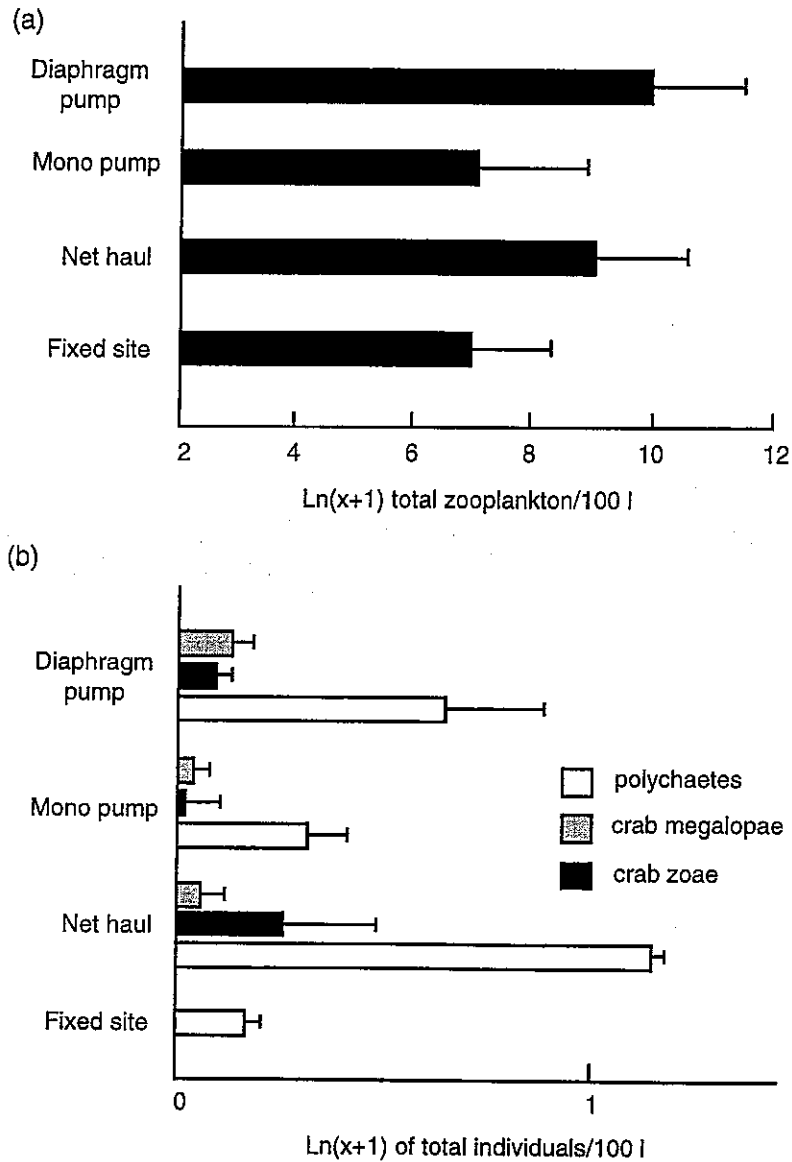 (a)
Diaphragm
pump
Mono pump
Net haul
Fixed site
2 4 6 8 10 12
Ln(x+1) total zooplankton/100 l
(b)
Diaphragm
pump
Mono pump
Net haul
Fixed site
polychaetes
crab megalopae
crab zoae
0 1
Ln(x+1) of total individuals/100 l